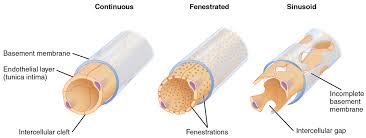 Continuous
Fenestrated
Sinusoid
Basement membrane
Endothelial layer
(tunica intima)
Intercellular cleft
Fenestrations
Incomplete
basement
membrane
Intercellular gap